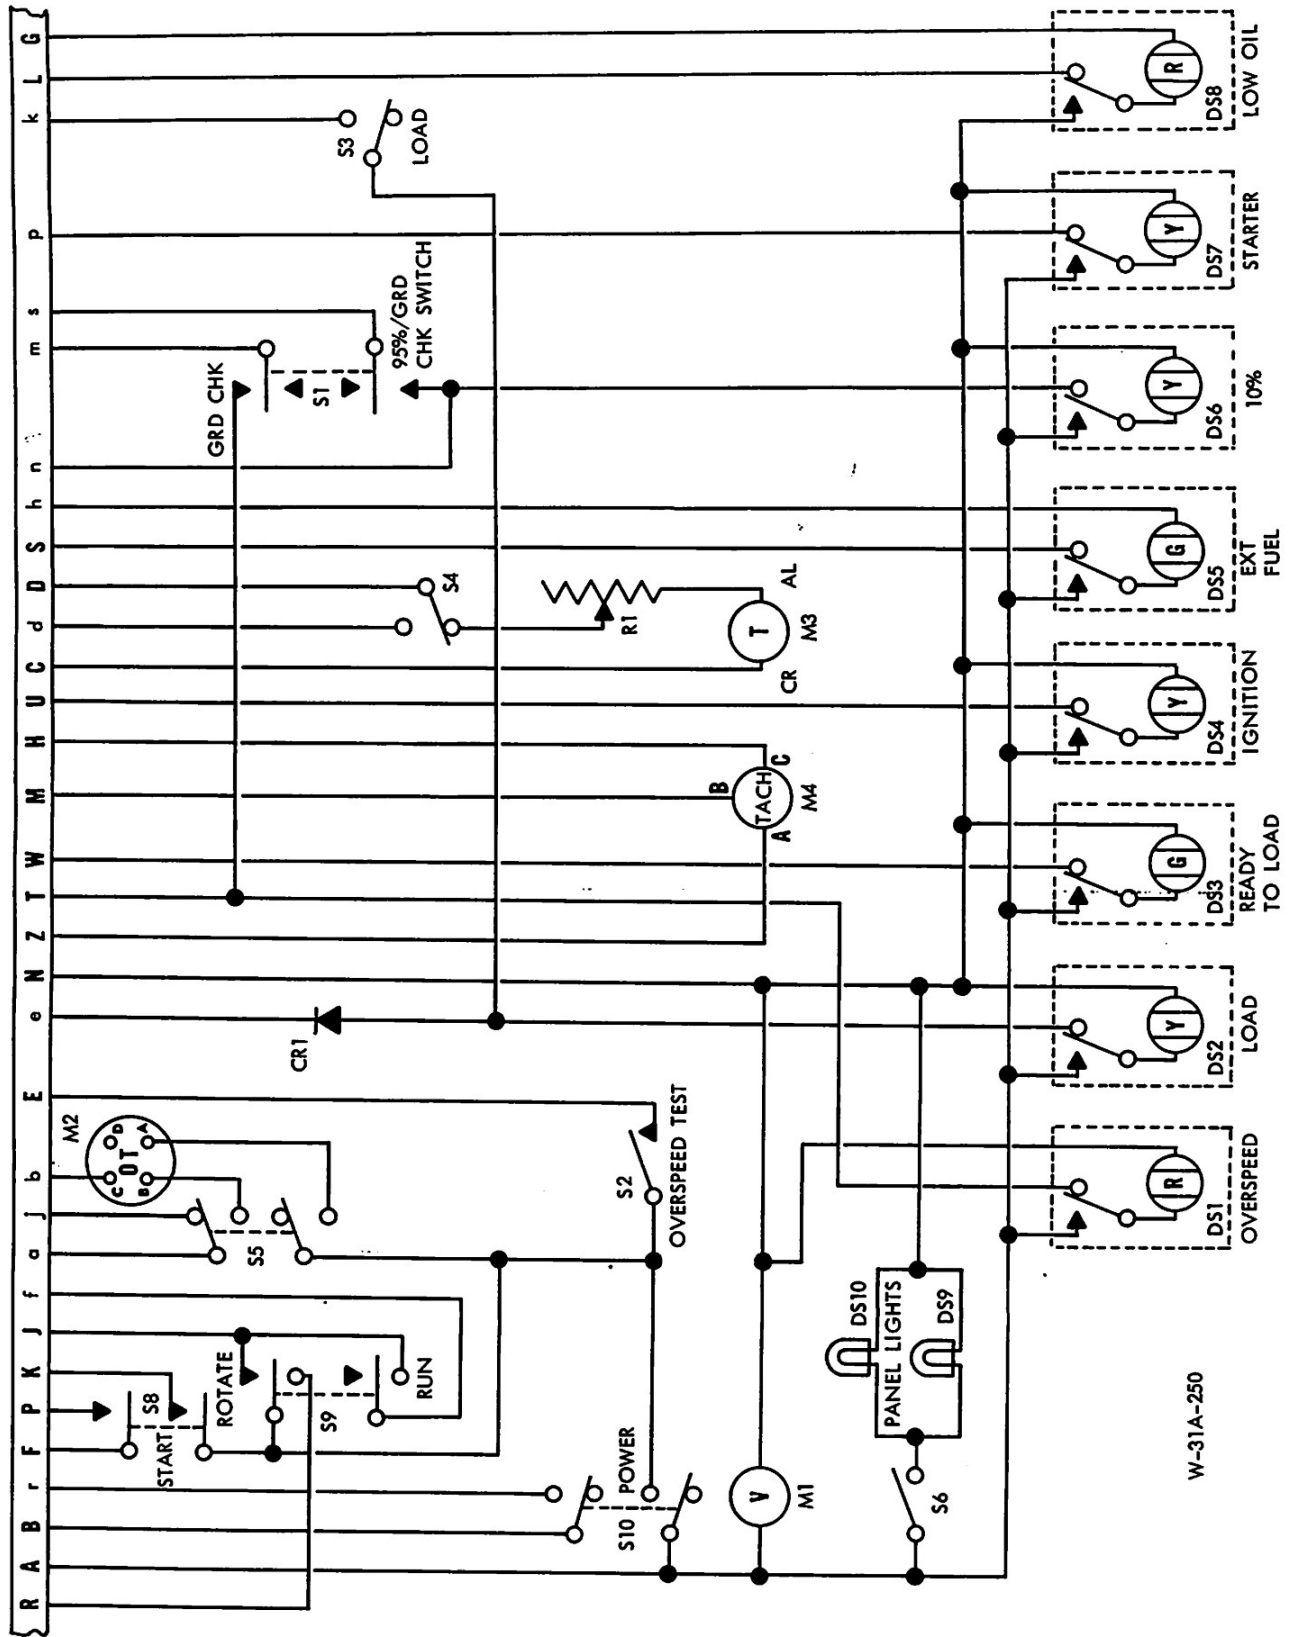 R A B r F P K J f a j b E e N Z T W M H U C d D S h n m s p k L G
M2
C D
OT
B A
START
S8
ROTATE
S9
RUN
S5
CR1
GRD CHK
S1
95%/GRD
CHK SWITCH
S3
LOAD
S4
R1
AL
T
CR
M3
B
TACH
A C
M4
S10
POWER
S2
OVERSPEED TEST
V
M1
S6
DS10
PANEL LIGHTS
DS9
R
DS1
OVERSPEED
Y
DS2
LOAD
G
DS3
READY
TO LOAD
Y
DS4
IGNITION
G
DS5
EXT
FUEL
Y
DS6
10%
Y
DS7
STARTER
R
DS8
LOW OIL
W-31A-250